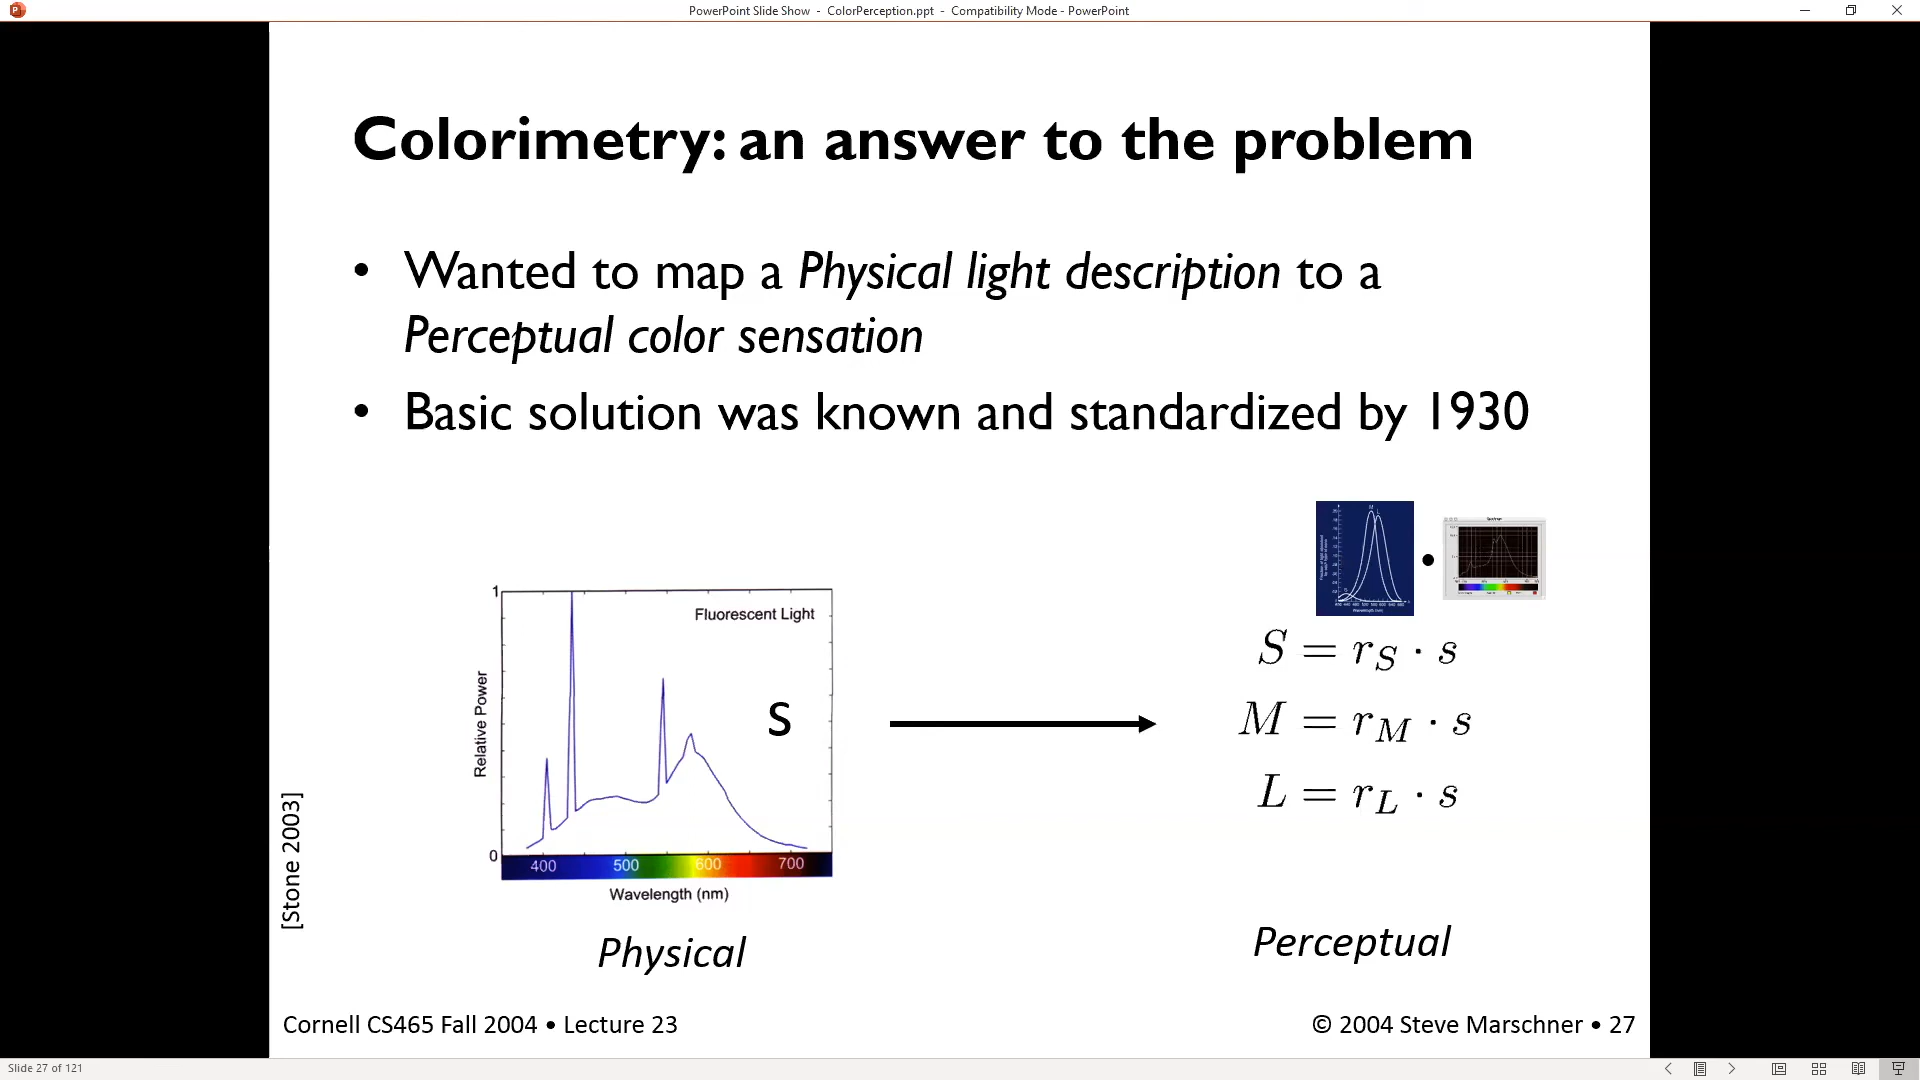 PowerPoint Slide Show - ColorPerception.ppt - Compatibility Mode - PowerPoint
Colorimetry: an answer to the problem
• Wanted to map a Physical light description to a
Perceptual color sensation
• Basic solution was known and standardized by 1930
1
Fluorescent Light
Relative Power
S
0
400 500 600 700
Wavelength (nm)
Physical
M
L
S
Wavelength (nm)
•
S = r_S · s
M = r_M · s
L = r_L · s
Perceptual
[Stone 2003]
Cornell CS465 Fall 2004 • Lecture 23
© 2004 Steve Marschner • 27
Slide 27 of 121